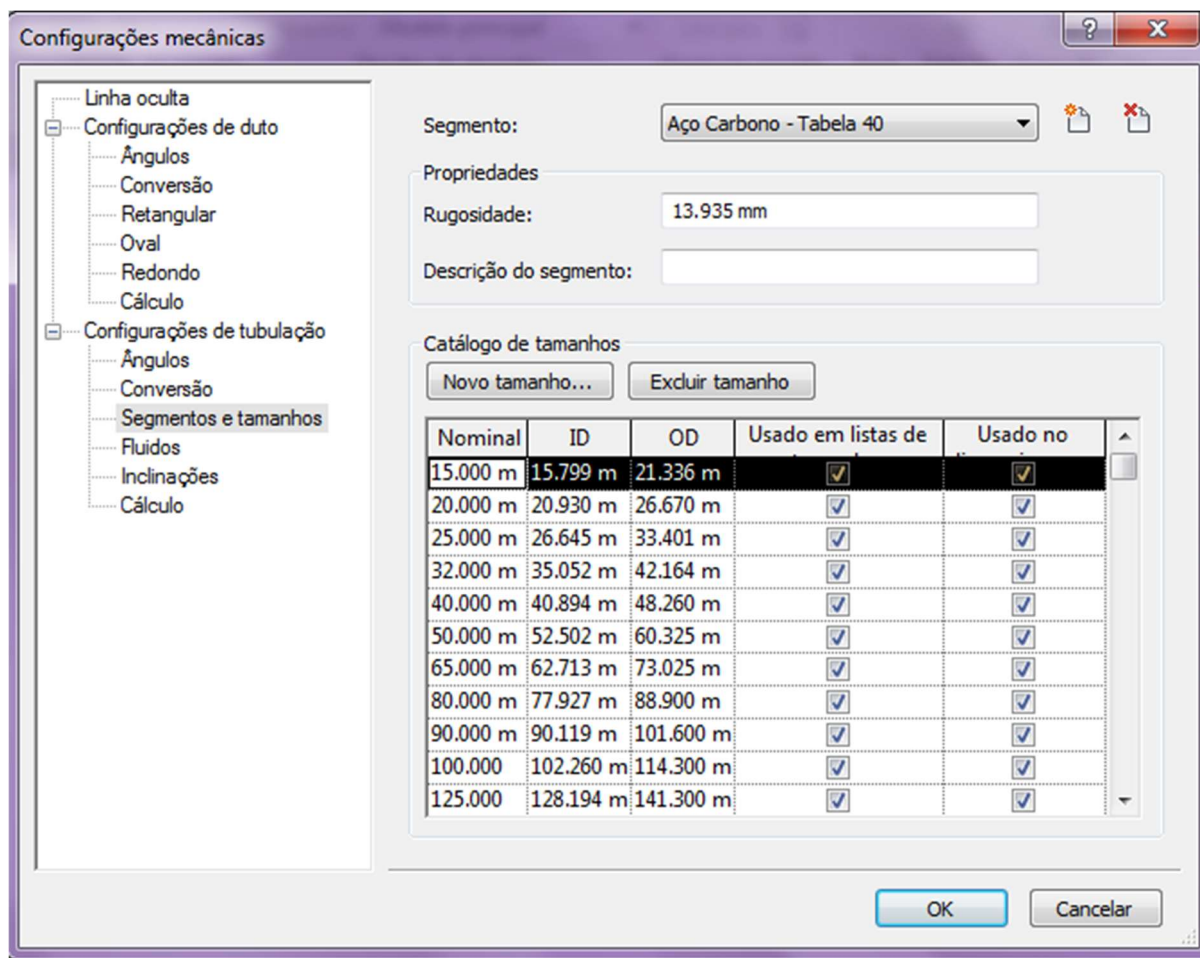 Configurações mecânicas
Linha oculta
Configurações de duto
Ângulos
Conversão
Retangular
Oval
Redondo
Cálculo
Configurações de tubulação
Ângulos
Conversão
Segmentos e tamanhos
Fluidos
Inclinações
Cálculo
Segmento: Aço Carbono - Tabela 40
Propriedades
Rugosidade: 13.935 mm
Descrição do segmento:
Catálogo de tamanhos
Novo tamanho... Excluir tamanho
Nominal ID OD Usado em listas de Usado no
15.000 m 15.799 m 21.336 m
20.000 m 20.930 m 26.670 m
25.000 m 26.645 m 33.401 m
32.000 m 35.052 m 42.164 m
40.000 m 40.894 m 48.260 m
50.000 m 52.502 m 60.325 m
65.000 m 62.713 m 73.025 m
80.000 m 77.927 m 88.900 m
90.000 m 90.119 m 101.600 m
100.000 102.260 m 114.300 m
125.000 128.194 m 141.300 m
OK Cancelar